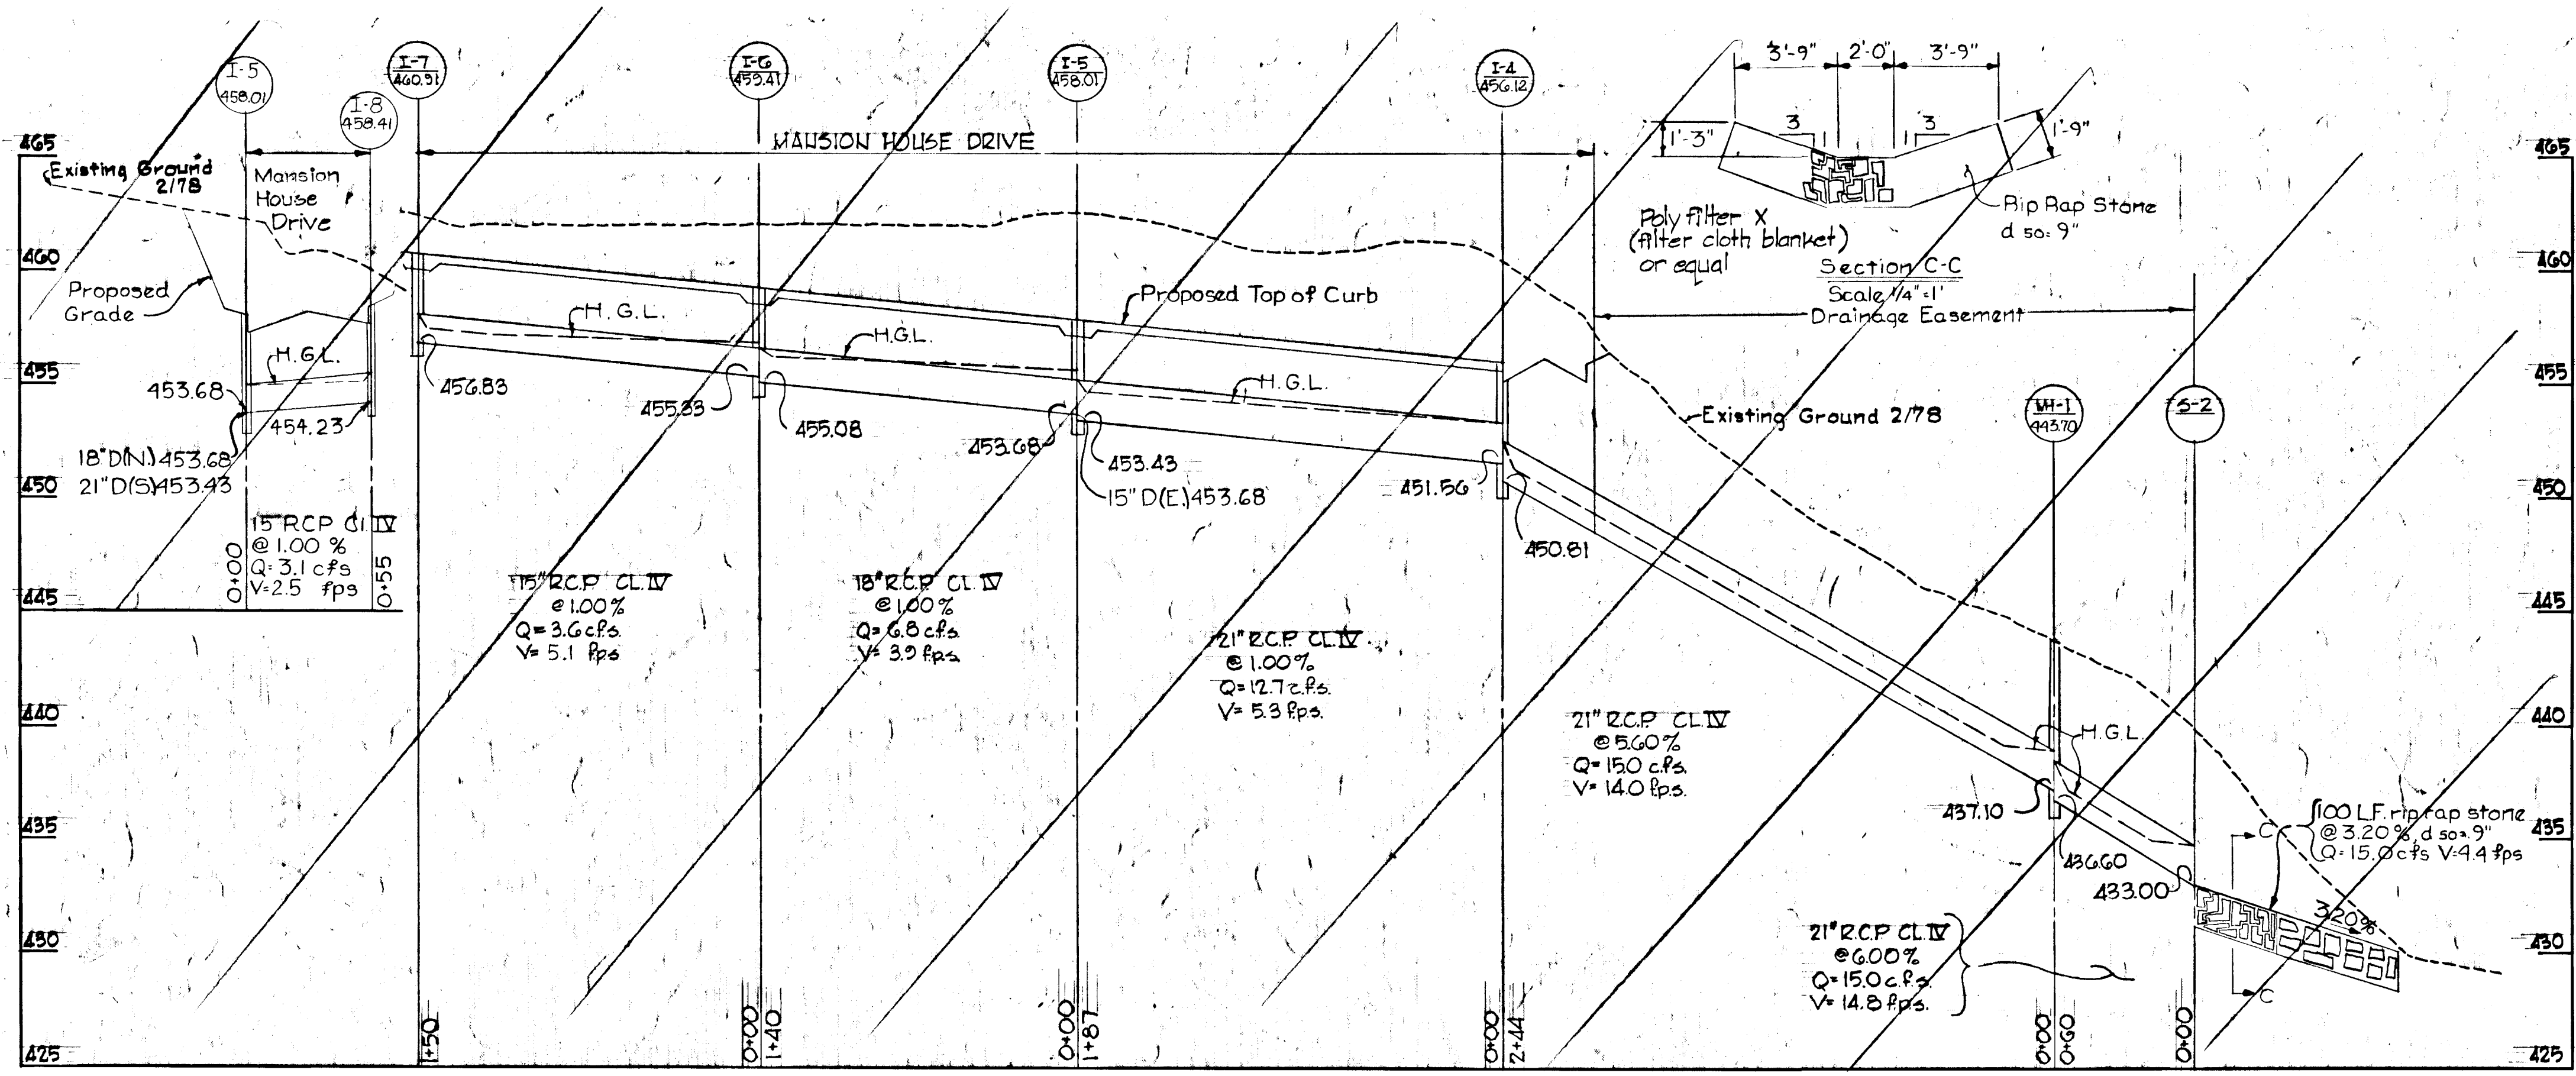 I-5
458.01
I-8
458.41
I-7
460.91
I-6
459.41
I-5
458.01
I-4
456.12
3'-9"
2'-0"
3'-9"
1'-3"
3
1
1
3
1'-9"
465
465
MANSION HOUSE DRIVE
Existing Ground
2/78
Mansion
House
Drive
Poly filter X
(filter cloth blanket)
or equal
Rip Rap Stone
d 50= 9"
Section C-C
Scale 1/4"=1'
Drainage Easement
460
460
Proposed
Grade
H.G.L.
H.G.L.
H.G.L.
H.G.L.
Proposed Top of Curb
455
455
453.68
454.23
18"D(N.)453.68
21"D(S)453.43
456.83
455.33
455.08
453.68
453.43
15"D(E.)453.68
451.56
450.81
Existing Ground 2/78
MH-1
443.70
S-2
450
450
15"RCP Cl. IV
@ 1.00 %
Q= 3.1 cfs
V=2.5 fps
0+00
0+55
445
445
15"R.C.P. CL. IV
@ 1.00%
Q= 3.6 c.f.s.
V= 5.1 f.p.s.
18"R.C.P. CL. IV
@ 1.00%
Q= 6.8 c.f.s.
V= 3.9 f.p.s.
21"R.C.P. CL. IV
@ 1.00%
Q= 12.7 c.f.s.
V= 5.3 f.p.s.
21" R.C.P. CL. IV
@ 5.60%
Q= 15.0 c.f.s.
V= 14.0 f.p.s.
440
440
H.G.L.
437.10
436.60
433.00
435
435
100 L.F. rip rap stone
@ 3.20%, d 50= 9"
Q= 15.0 cfs V=4.4 fps
C
3.20%
C
21"R.C.P. CL. IV
@ 6.00%
Q= 15.0 c.f.s.
V= 14.8 f.p.s.
430
430
1+50
0+00
1+40
0+00
1+87
0+00
2+44
0+00
0+60
0+00
425
425